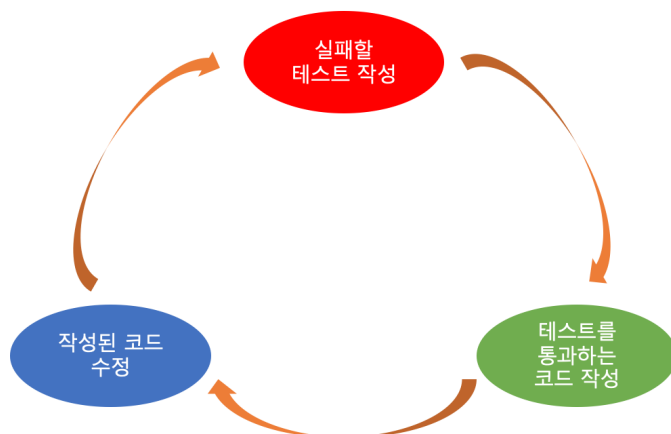 실패할
테스트 작성
작성된 코드
수정
테스트를
통과하는
코드 작성